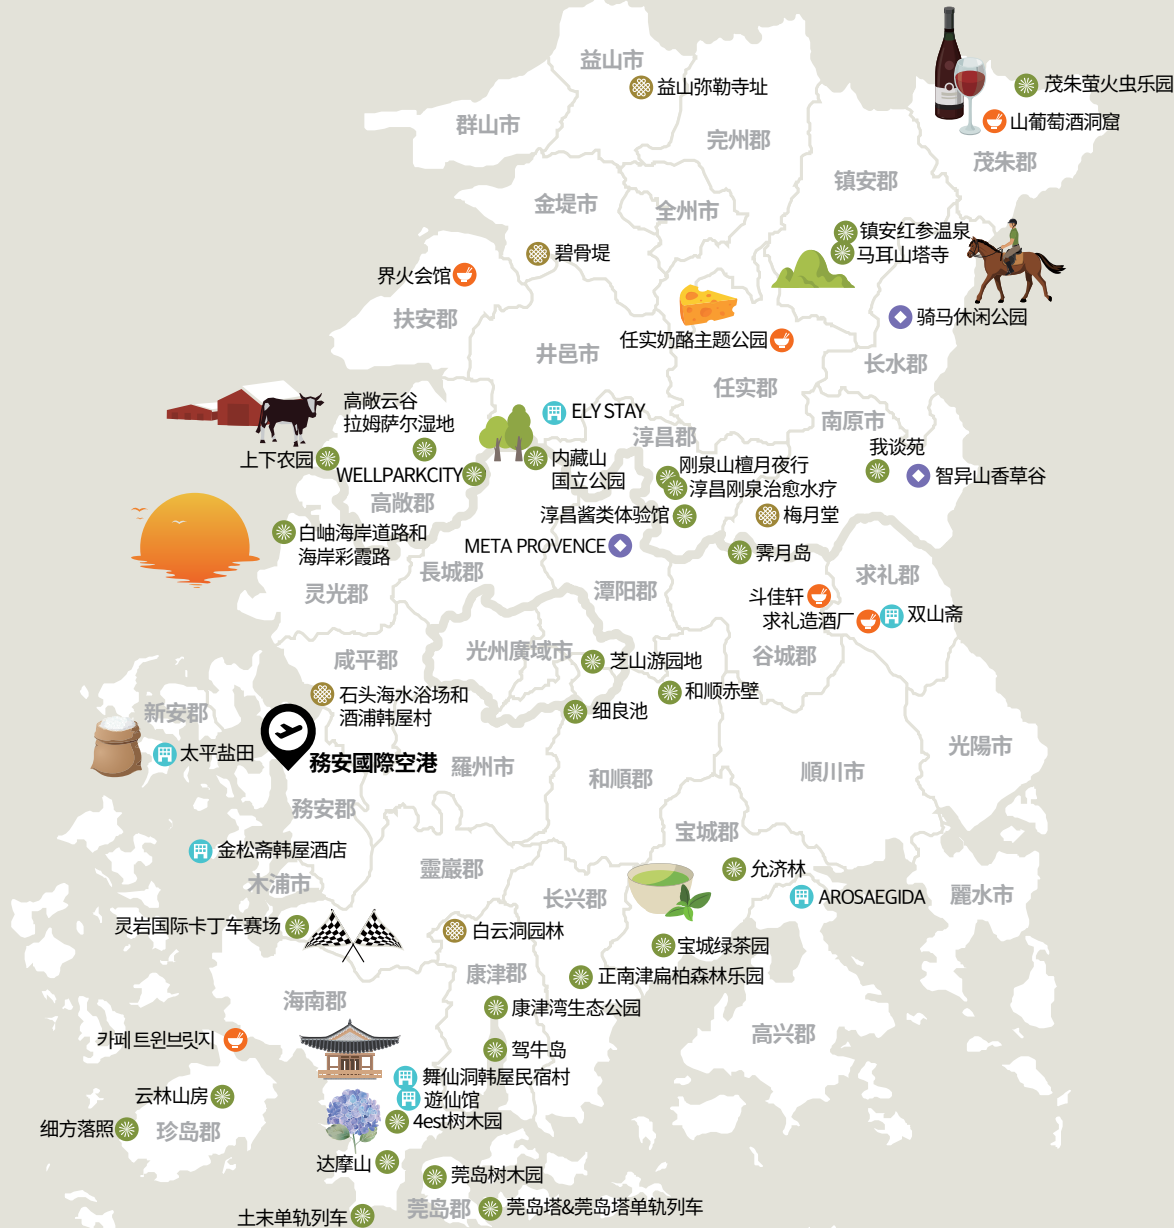 益山市
益山弥勒寺址
茂朱萤火虫乐园
山葡萄酒洞窟
群山市
完州郡
茂朱郡
镇安郡
金堤市
全州市
镇安红参温泉
马耳山塔寺
碧骨堤
界火会馆
骑马休闲公园
扶安郡
任实奶酪主题公园
井邑市
长水郡
任实郡
高敞云谷
拉姆萨尔湿地
ELY STAY
南原市
淳昌郡
我谈苑
上下农园
内藏山
国立公园
刚泉山檀月夜行
WELLPARKCITY
智异山香草谷
淳昌刚泉治愈水疗
高敞郡
淳昌酱类体验馆
梅月堂
白岫海岸道路和
海岸彩霞路
META PROVENCE
霁月岛
長城郡
求礼郡
灵光郡
潭阳郡
斗佳轩
求礼造酒厂
双山斋
光州廣域市
咸平郡
芝山游园地
谷城郡
石头海水浴场和
酒浦韩屋村
和顺赤壁
新安郡
细良池
太平盐田
務安國際空港
羅州市
和順郡
順川市
光陽市
務安郡
宝城郡
金松斋韩屋酒店
靈巖郡
允济林
木浦市
长兴郡
AROSAEGIDA
麗水市
灵岩国际卡丁车赛场
白云洞园林
宝城绿茶园
康津郡
正南津扁柏森林乐园
海南郡
康津湾生态公园
高兴郡
카페 트윈브릿지
驾牛岛
舞仙洞韩屋民宿村
云林山房
遊仙馆
4est树木园
细方落照
珍岛郡
达摩山
莞岛树木园
莞岛郡
莞岛塔&莞岛塔单轨列车
土末单轨列车